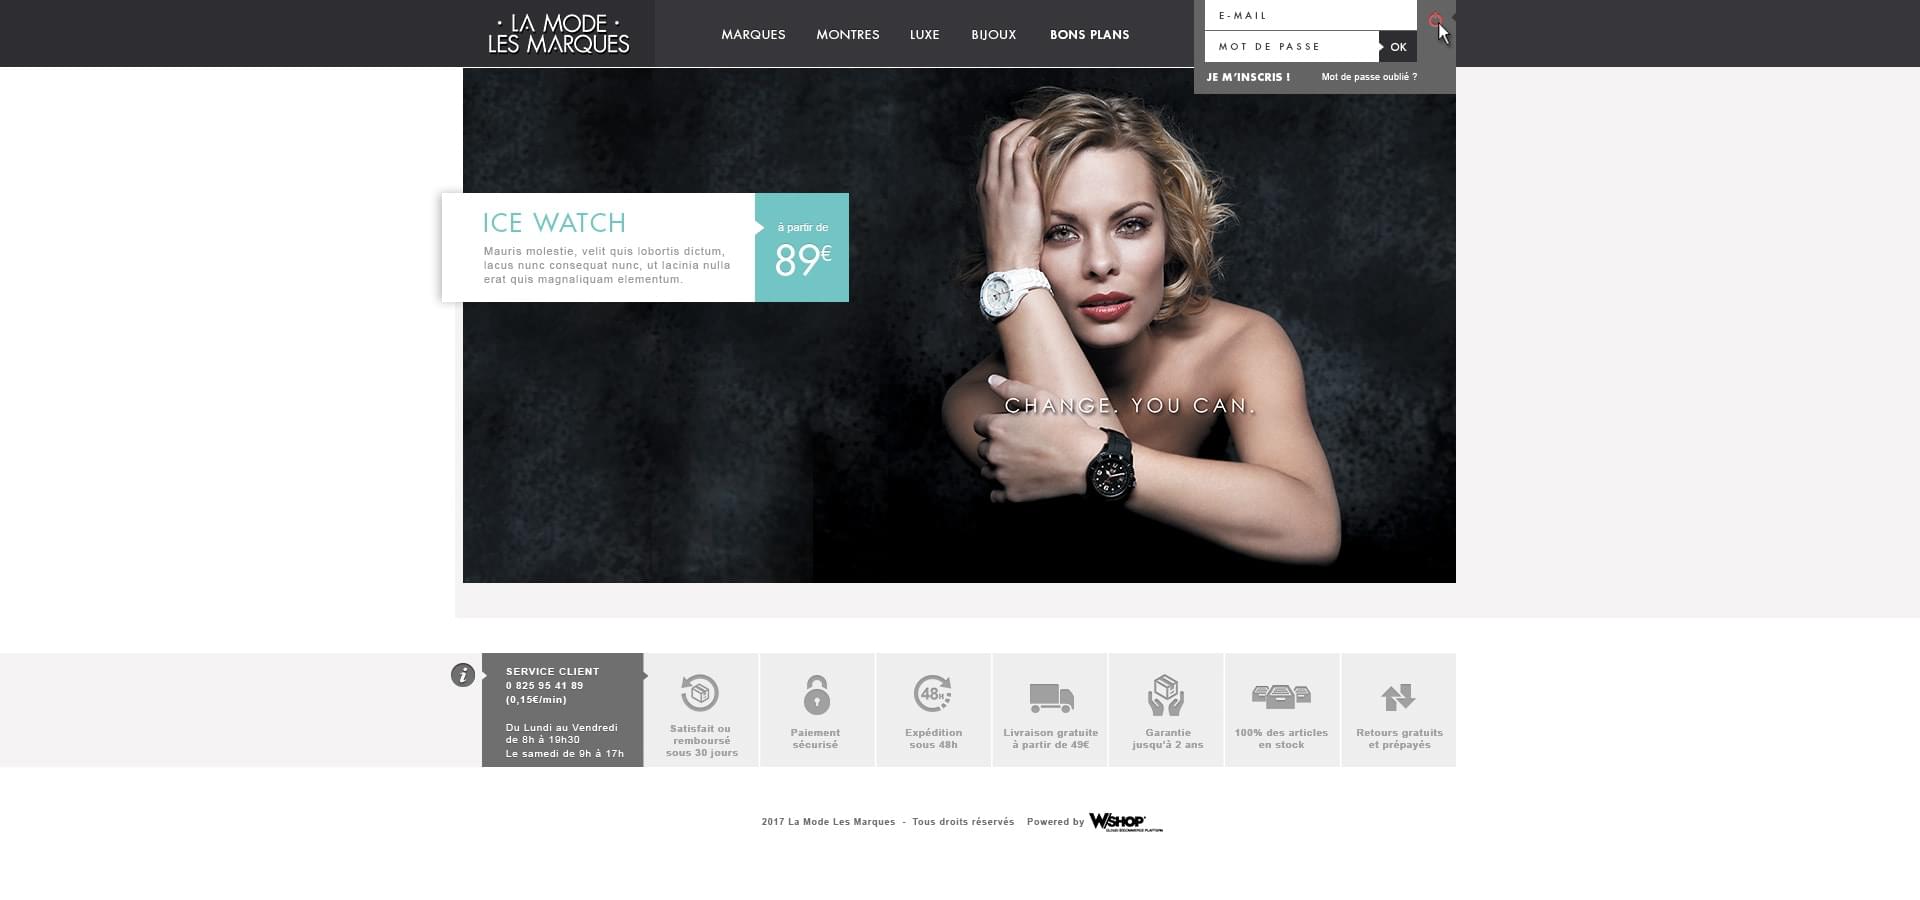 · LA MODE ·
LES MARQUES
MARQUES
MONTRES
LUXE
BIJOUX
BONS PLANS
E-MAIL
MOT DE PASSE
OK
JE M'INSCRIS !
Mot de passe oublié ?
ICE WATCH
Mauris molestie, velit quis lobortis dictum,
lacus nunc consequat nunc, ut lacinia nulla
erat quis magnaliquam elementum.
à partir de
89€
CHANGE. YOU CAN.
SERVICE CLIENT
0 825 95 41 89
(0,15€/min)
Du Lundi au Vendredi
de 8h à 19h30
Le samedi de 9h à 17h
Satisfait ou
remboursé
sous 30 jours
Paiement
sécurisé
48H
Expédition
sous 48h
Livraison gratuite
à partir de 49€
Garantie
jusqu'à 2 ans
100% des articles
en stock
Retours gratuits
et prépayés
2017 La Mode Les Marques - Tous droits réservés Powered by WSHOP
CLOUD ECOMMERCE PLATFORM